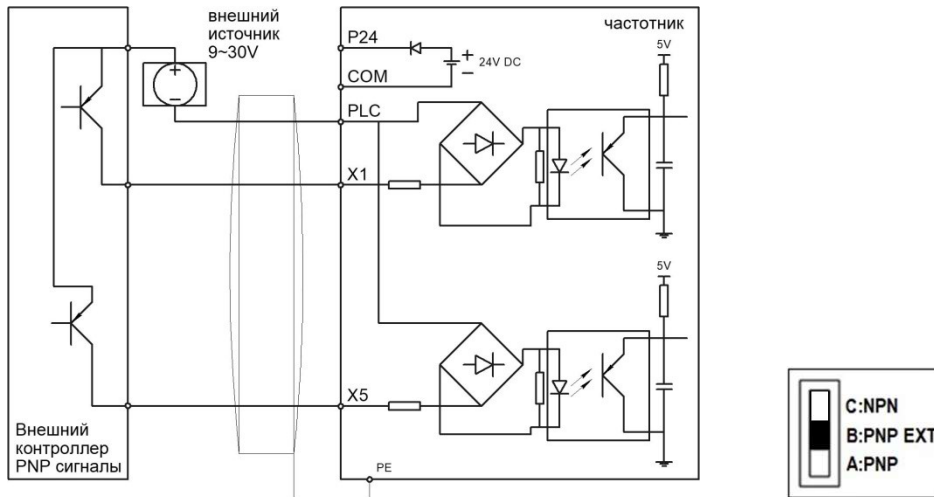 внешний
источник
9~30V
частотник
P24
5V
+
24V DC
−
COM
PLC
+
−
X1
5V
X5
Внешний
контроллер
PNP сигналы
PE
C:NPN
B:PNP EXT
A:PNP